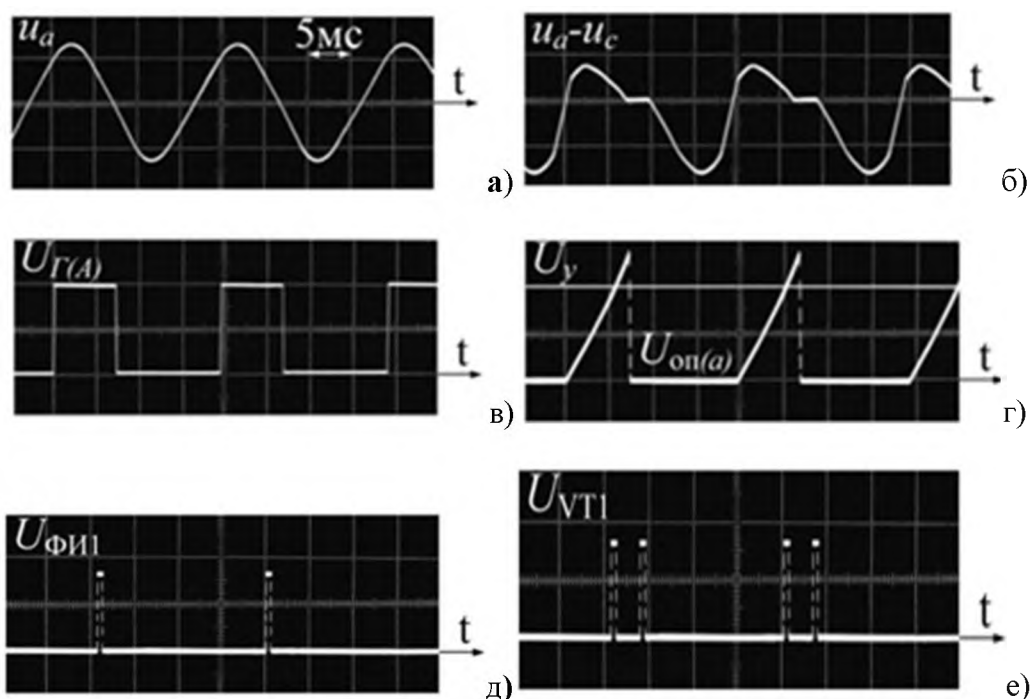 u_a
5мс
t
а)
u_a-u_c
t
б)
U_Г(А)
t
в)
U_у
U_оп(а)
t
г)
U_ФИ1
t
д)
U_VT1
t
е)